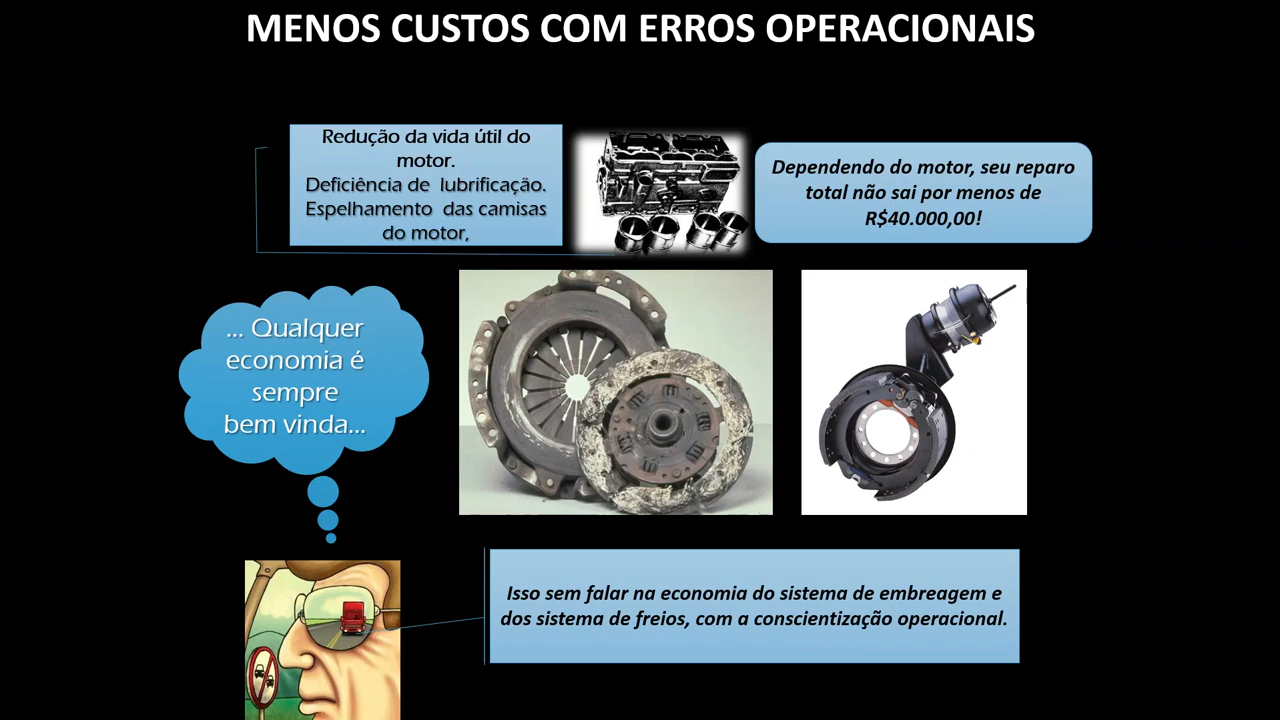 MENOS CUSTOS COM ERROS OPERACIONAIS
Redução da vida útil do
motor.
Deficiência de lubrificação.
Espelhamento das camisas
do motor,
Dependendo do motor, seu reparo
total não sai por menos de
R$40.000,00!
... Qualquer
economia é
sempre
bem vinda...
Isso sem falar na economia do sistema de embreagem e
dos sistema de freios, com a conscientização operacional.